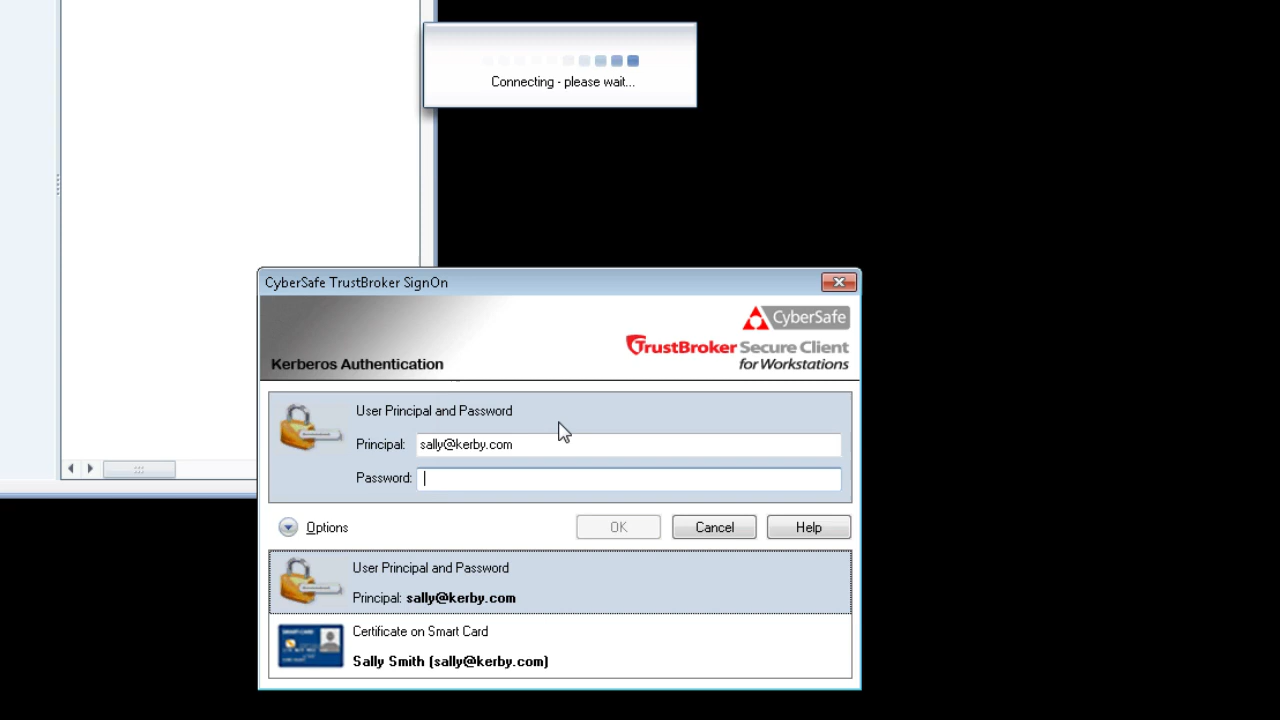 Connecting - please wait...
CyberSafe TrustBroker SignOn
CyberSafe
TrustBroker Secure Client
for Workstations
Kerberos Authentication
User Principal and Password
Principal: sally@kerby.com
Password:
Options
OK
Cancel
Help
User Principal and Password
Principal: sally@kerby.com
SMART CARD
Certificate on Smart Card
Sally Smith (sally@kerby.com)